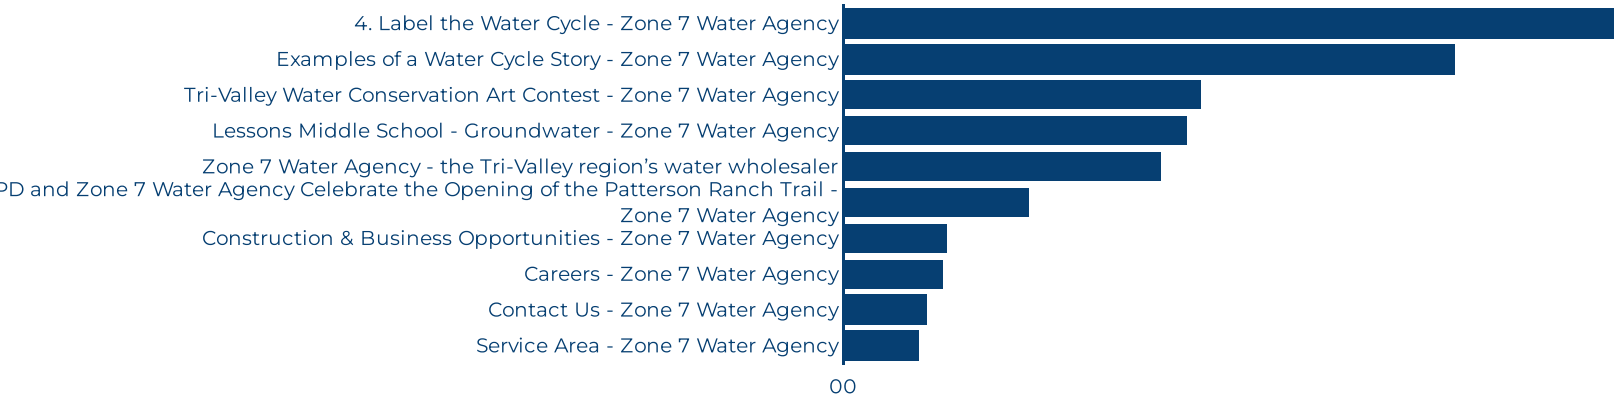 4. Label the Water Cycle - Zone 7 Water Agency
Examples of a Water Cycle Story - Zone 7 Water Agency
Tri-Valley Water Conservation Art Contest - Zone 7 Water Agency
Lessons Middle School - Groundwater - Zone 7 Water Agency
Zone 7 Water Agency - the Tri-Valley region’s water wholesaler
PD and Zone 7 Water Agency Celebrate the Opening of the Patterson Ranch Trail -
Zone 7 Water Agency
Construction & Business Opportunities - Zone 7 Water Agency
Careers - Zone 7 Water Agency
Contact Us - Zone 7 Water Agency
Service Area - Zone 7 Water Agency
00